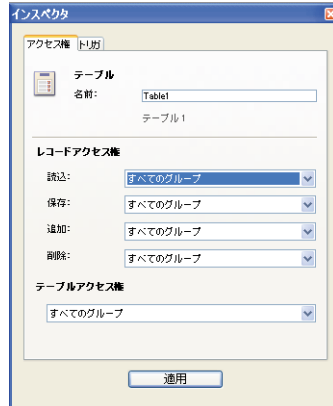 インスペクタ
アクセス権 トリガ
テーブル
名前: Table1
テーブル 1
レコードアクセス権
読込: すべてのグループ
保存: すべてのグループ
追加: すべてのグループ
削除: すべてのグループ
テーブルアクセス権
すべてのグループ
適用